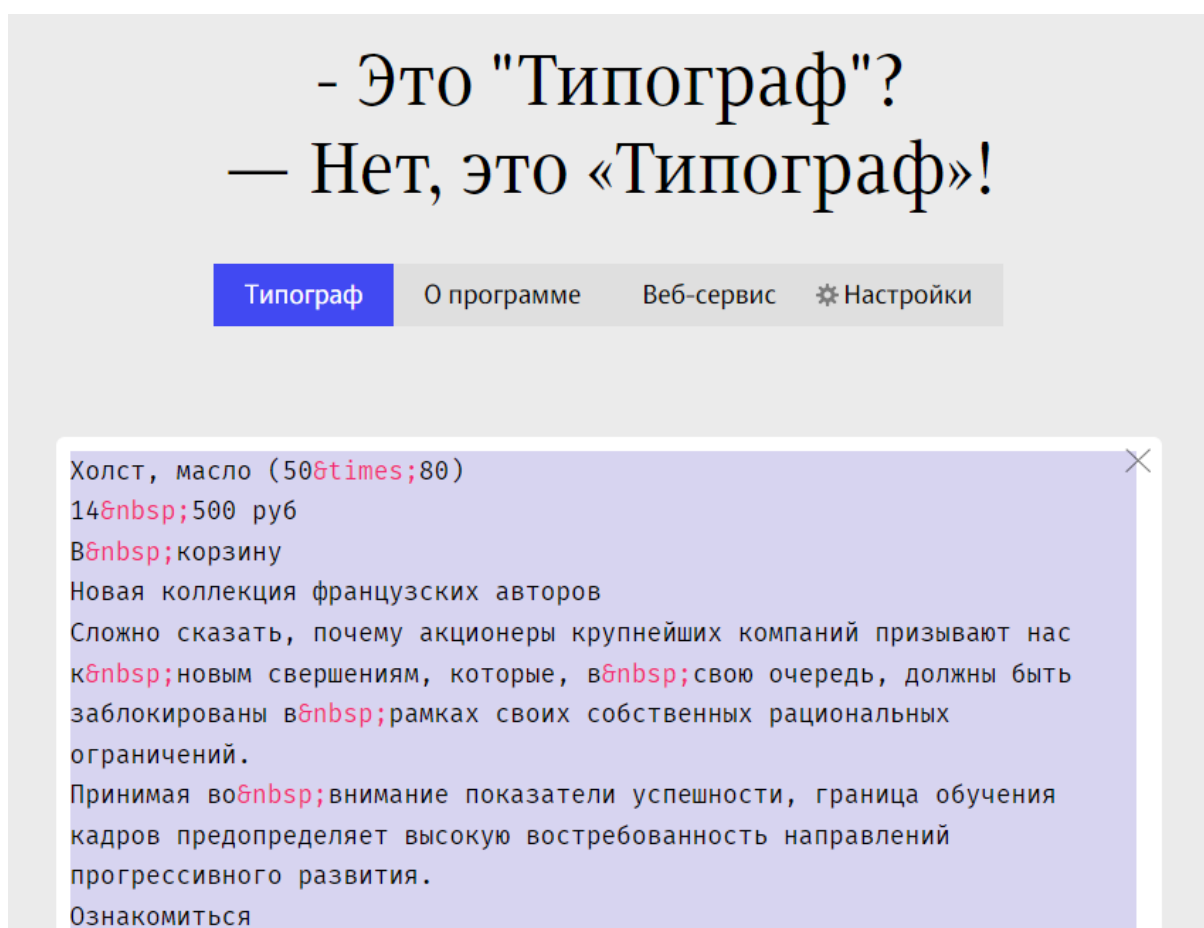 - Это "Типограф"?
— Нет, это «Типограф»!
Типограф О программе Веб-сервис Настройки
Холст, масло (50&times;80)
14&nbsp;500 руб
В&nbsp;корзину
Новая коллекция французских авторов
Сложно сказать, почему акционеры крупнейших компаний призывают нас
к&nbsp;новым свершениям, которые, в&nbsp;свою очередь, должны быть
заблокированы в&nbsp;рамках своих собственных рациональных
ограничений.
Принимая во&nbsp;внимание показатели успешности, граница обучения
кадров предопределяет высокую востребованность направлений
прогрессивного развития.
Ознакомиться